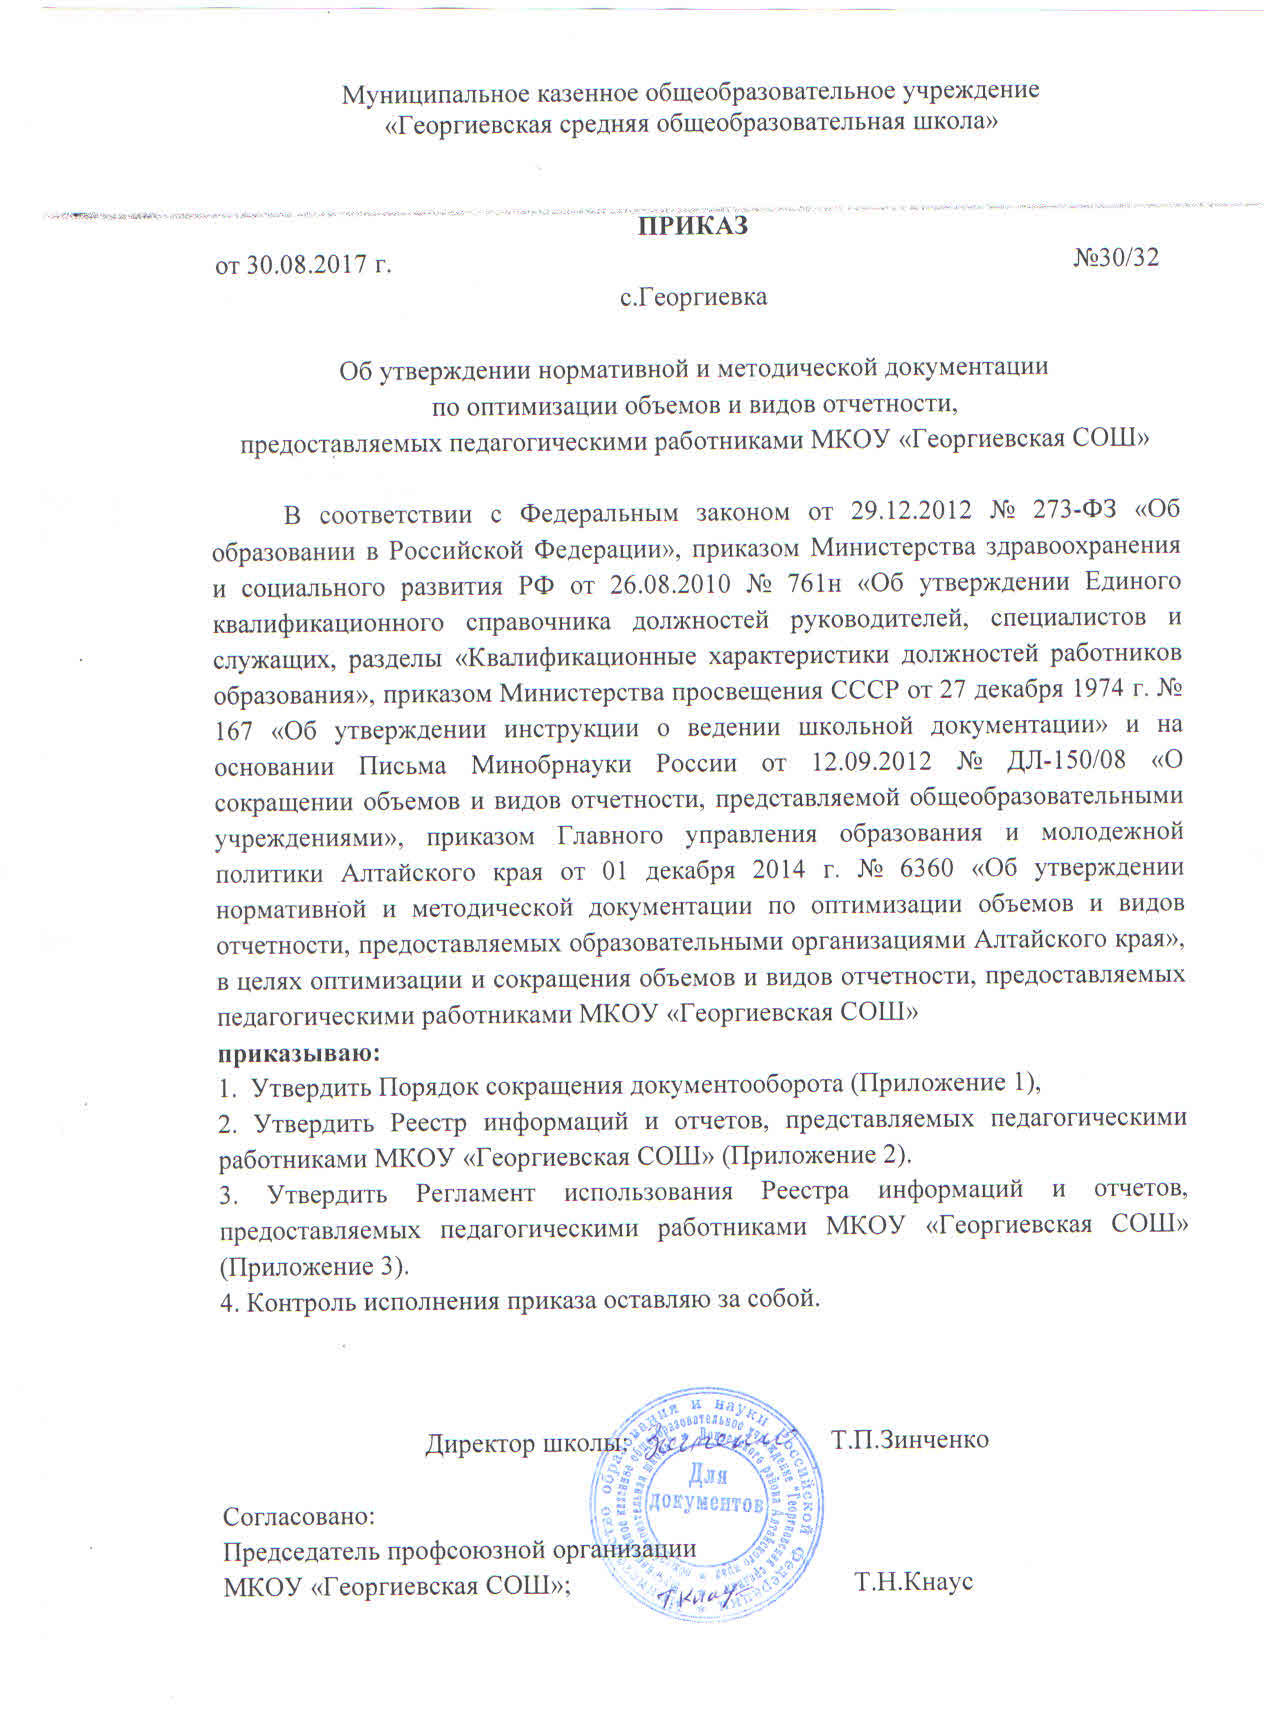 Муниципальное казенное общеобразовательное учреждение
«Георгиевская средняя общеобразовательная школа»
ПРИКАЗ
от 30.08.2017 г. №30/32
с.Георгиевка
Об утверждении нормативной и методической документации
по оптимизации объемов и видов отчетности,
предоставляемых педагогическими работниками МКОУ «Георгиевская СОШ»
В соответствии с Федеральным законом от 29.12.2012 № 273-ФЗ «Об
образовании в Российской Федерации», приказом Министерства здравоохранения
и социального развития РФ от 26.08.2010 № 761н «Об утверждении Единого
квалификационного справочника должностей руководителей, специалистов и
служащих, разделы «Квалификационные характеристики должностей работников
образования», приказом Министерства просвещения СССР от 27 декабря 1974 г. №
167 «Об утверждении инструкции о ведении школьной документации» и на
основании Письма Минобрнауки России от 12.09.2012 № ДЛ-150/08 «О
сокращении объемов и видов отчетности, представляемой общеобразовательными
учреждениями», приказом Главного управления образования и молодежной
политики Алтайского края от 01 декабря 2014 г. № 6360 «Об утверждении
нормативной и методической документации по оптимизации объемов и видов
отчетности, предоставляемых образовательными организациями Алтайского края»,
в целях оптимизации и сокращения объемов и видов отчетности, предоставляемых
педагогическими работниками МКОУ «Георгиевская СОШ»
приказываю:
1. Утвердить Порядок сокращения документооборота (Приложение 1),
2. Утвердить Реестр информаций и отчетов, представляемых педагогическими
работниками МКОУ «Георгиевская СОШ» (Приложение 2).
3. Утвердить Регламент использования Реестра информаций и отчетов,
предоставляемых педагогическими работниками МКОУ «Георгиевская СОШ»
(Приложение 3).
4. Контроль исполнения приказа оставляю за собой.
Директор школы: Т.П.Зинченко
Для
документов
Согласовано:
Председатель профсоюзной организации
МКОУ «Георгиевская СОШ»; ТКнаус Т.Н.Кнаус